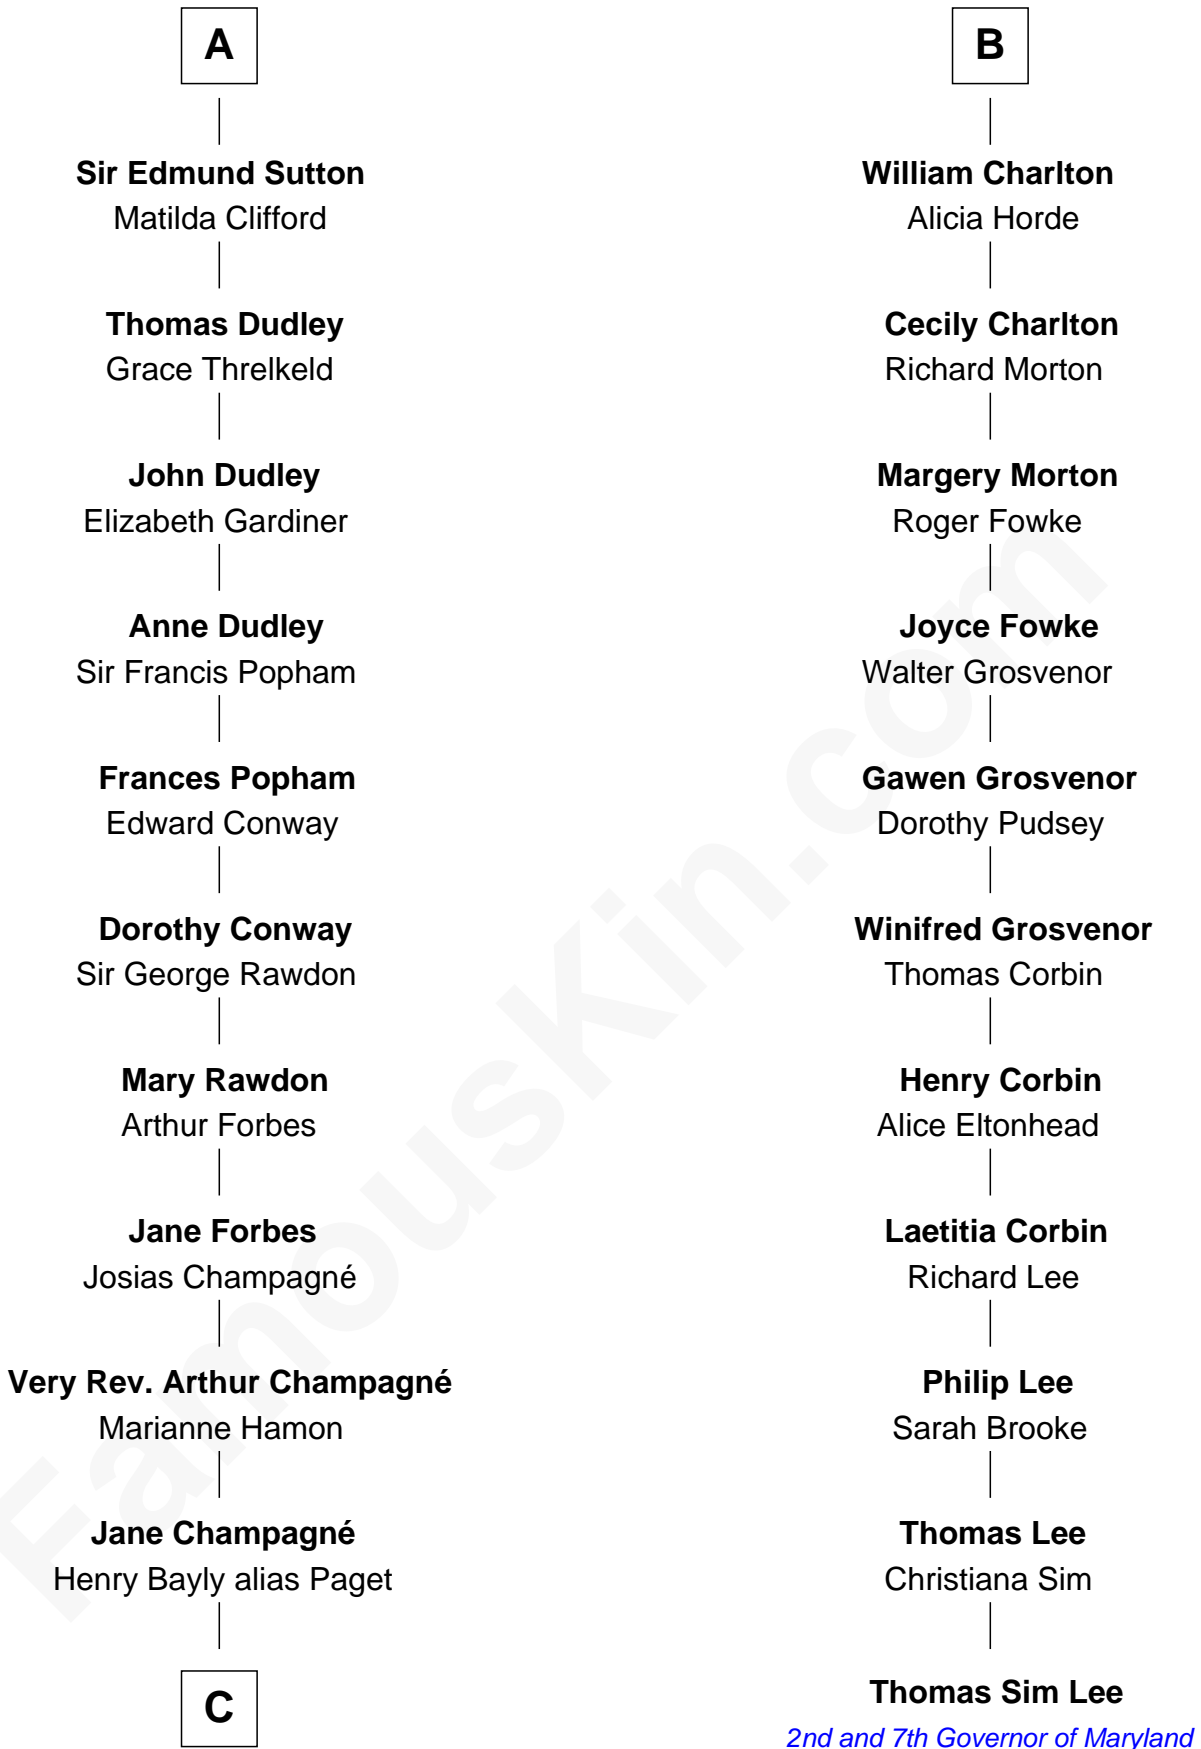 A
Sir Edmund Sutton
Matilda Clifford
Thomas Dudley
Grace Threlkeld
John Dudley
Elizabeth Gardiner
Anne Dudley
Sir Francis Popham
Frances Popham
Edward Conway
Dorothy Conway
Sir George Rawdon
Mary Rawdon
Arthur Forbes
Jane Forbes
Josias Champagné
Very Rev. Arthur Champagné
Marianne Hamon
Jane Champagné
Henry Bayly alias Paget
C
B
William Charlton
Alicia Horde
Cecily Charlton
Richard Morton
Margery Morton
Roger Fowke
Joyce Fowke
Walter Grosvenor
Gawen Grosvenor
Dorothy Pudsey
Winifred Grosvenor
Thomas Corbin
Henry Corbin
Alice Eltonhead
Laetitia Corbin
Richard Lee
Philip Lee
Sarah Brooke
Thomas Lee
Christiana Sim
Thomas Sim Lee
2nd and 7th Governor of Maryland
FamousKin.com